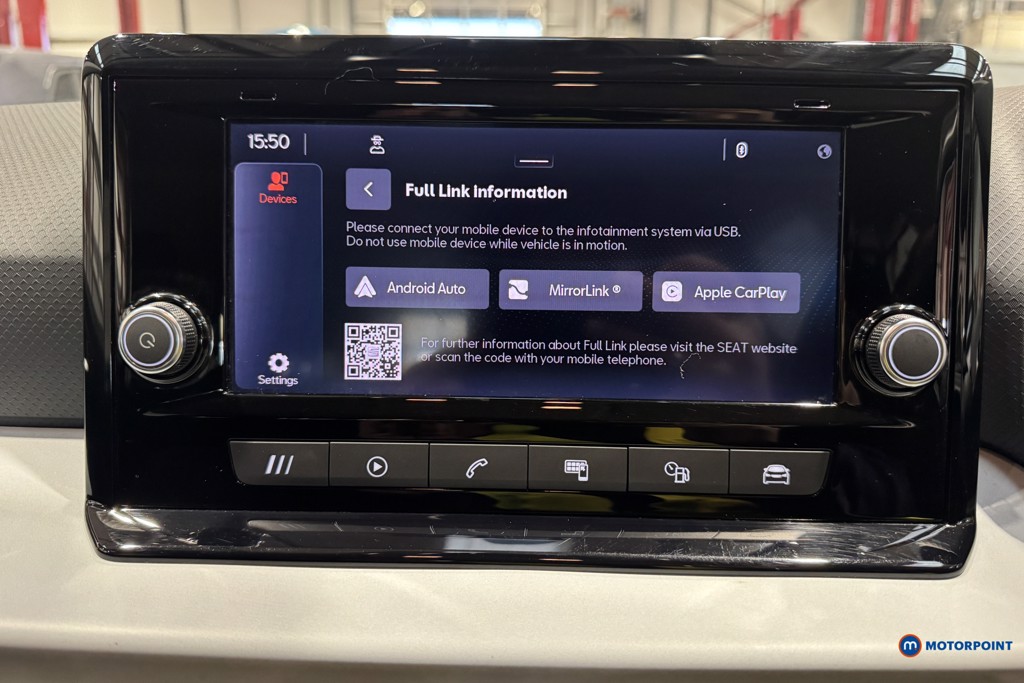 15:50
Devices
Full Link information
Please connect your mobile device to the infotainment system via USB.
Do not use mobile device while vehicle is in motion.
Android Auto
MirrorLink ®
Apple CarPlay
For further information about Full Link please visit the SEAT website
or scan the code with your mobile telephone.
Settings
m MOTORPOINT